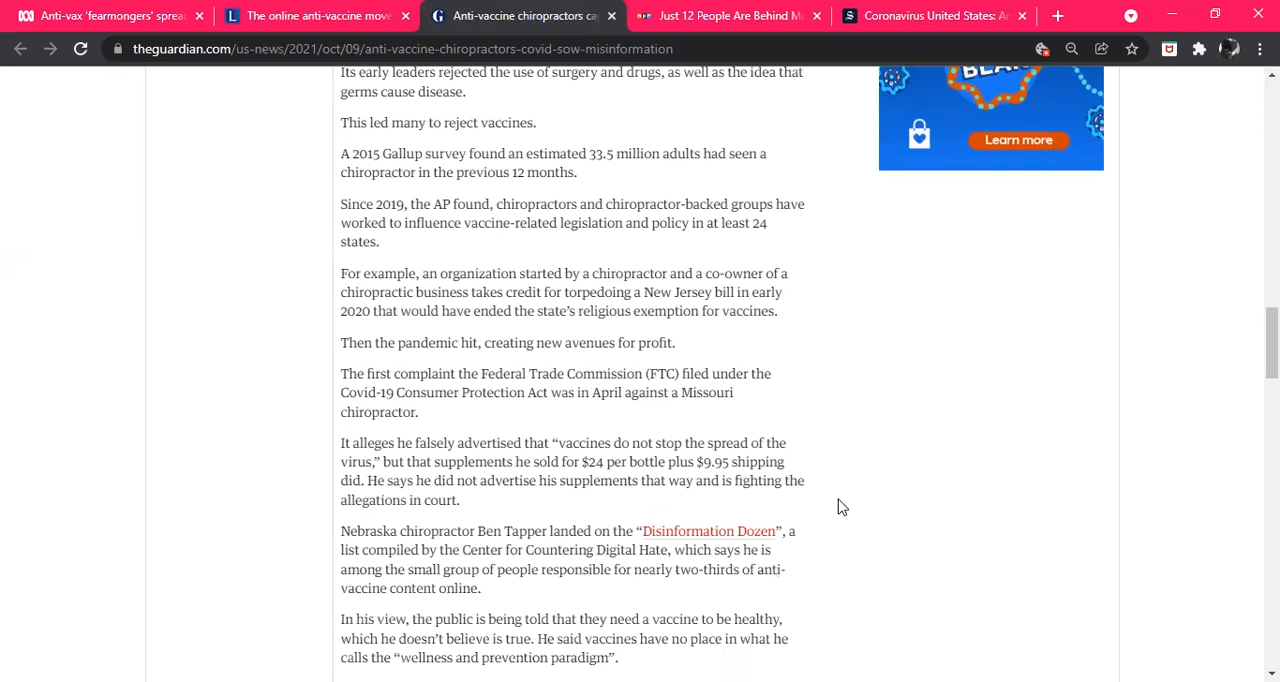 Anti-vax 'fearmongers' sprea
The online anti-vaccine move
Anti-vaccine chiropractors ca
Just 12 People Are Behind M
Coronavirus United States: A
theguardian.com/us-news/2021/oct/09/anti-vaccine-chiropractors-covid-sow-misinformation
Its early leaders rejected the use of surgery and drugs, as well as the idea that
germs cause disease.
This led many to reject vaccines.
A 2015 Gallup survey found an estimated 33.5 million adults had seen a
chiropractor in the previous 12 months.
Since 2019, the AP found, chiropractors and chiropractor-backed groups have
worked to influence vaccine-related legislation and policy in at least 24
states.
For example, an organization started by a chiropractor and a co-owner of a
chiropractic business takes credit for torpedoing a New Jersey bill in early
2020 that would have ended the state's religious exemption for vaccines.
Then the pandemic hit, creating new avenues for profit.
The first complaint the Federal Trade Commission (FTC) filed under the
Covid-19 Consumer Protection Act was in April against a Missouri
chiropractor.
It alleges he falsely advertised that “vaccines do not stop the spread of the
virus,” but that supplements he sold for $24 per bottle plus $9.95 shipping
did. He says he did not advertise his supplements that way and is fighting the
allegations in court.
Nebraska chiropractor Ben Tapper landed on the “Disinformation Dozen”, a
list compiled by the Center for Countering Digital Hate, which says he is
among the small group of people responsible for nearly two-thirds of anti-
vaccine content online.
In his view, the public is being told that they need a vaccine to be healthy,
which he doesn't believe is true. He said vaccines have no place in what he
calls the “wellness and prevention paradigm”.
Learn more